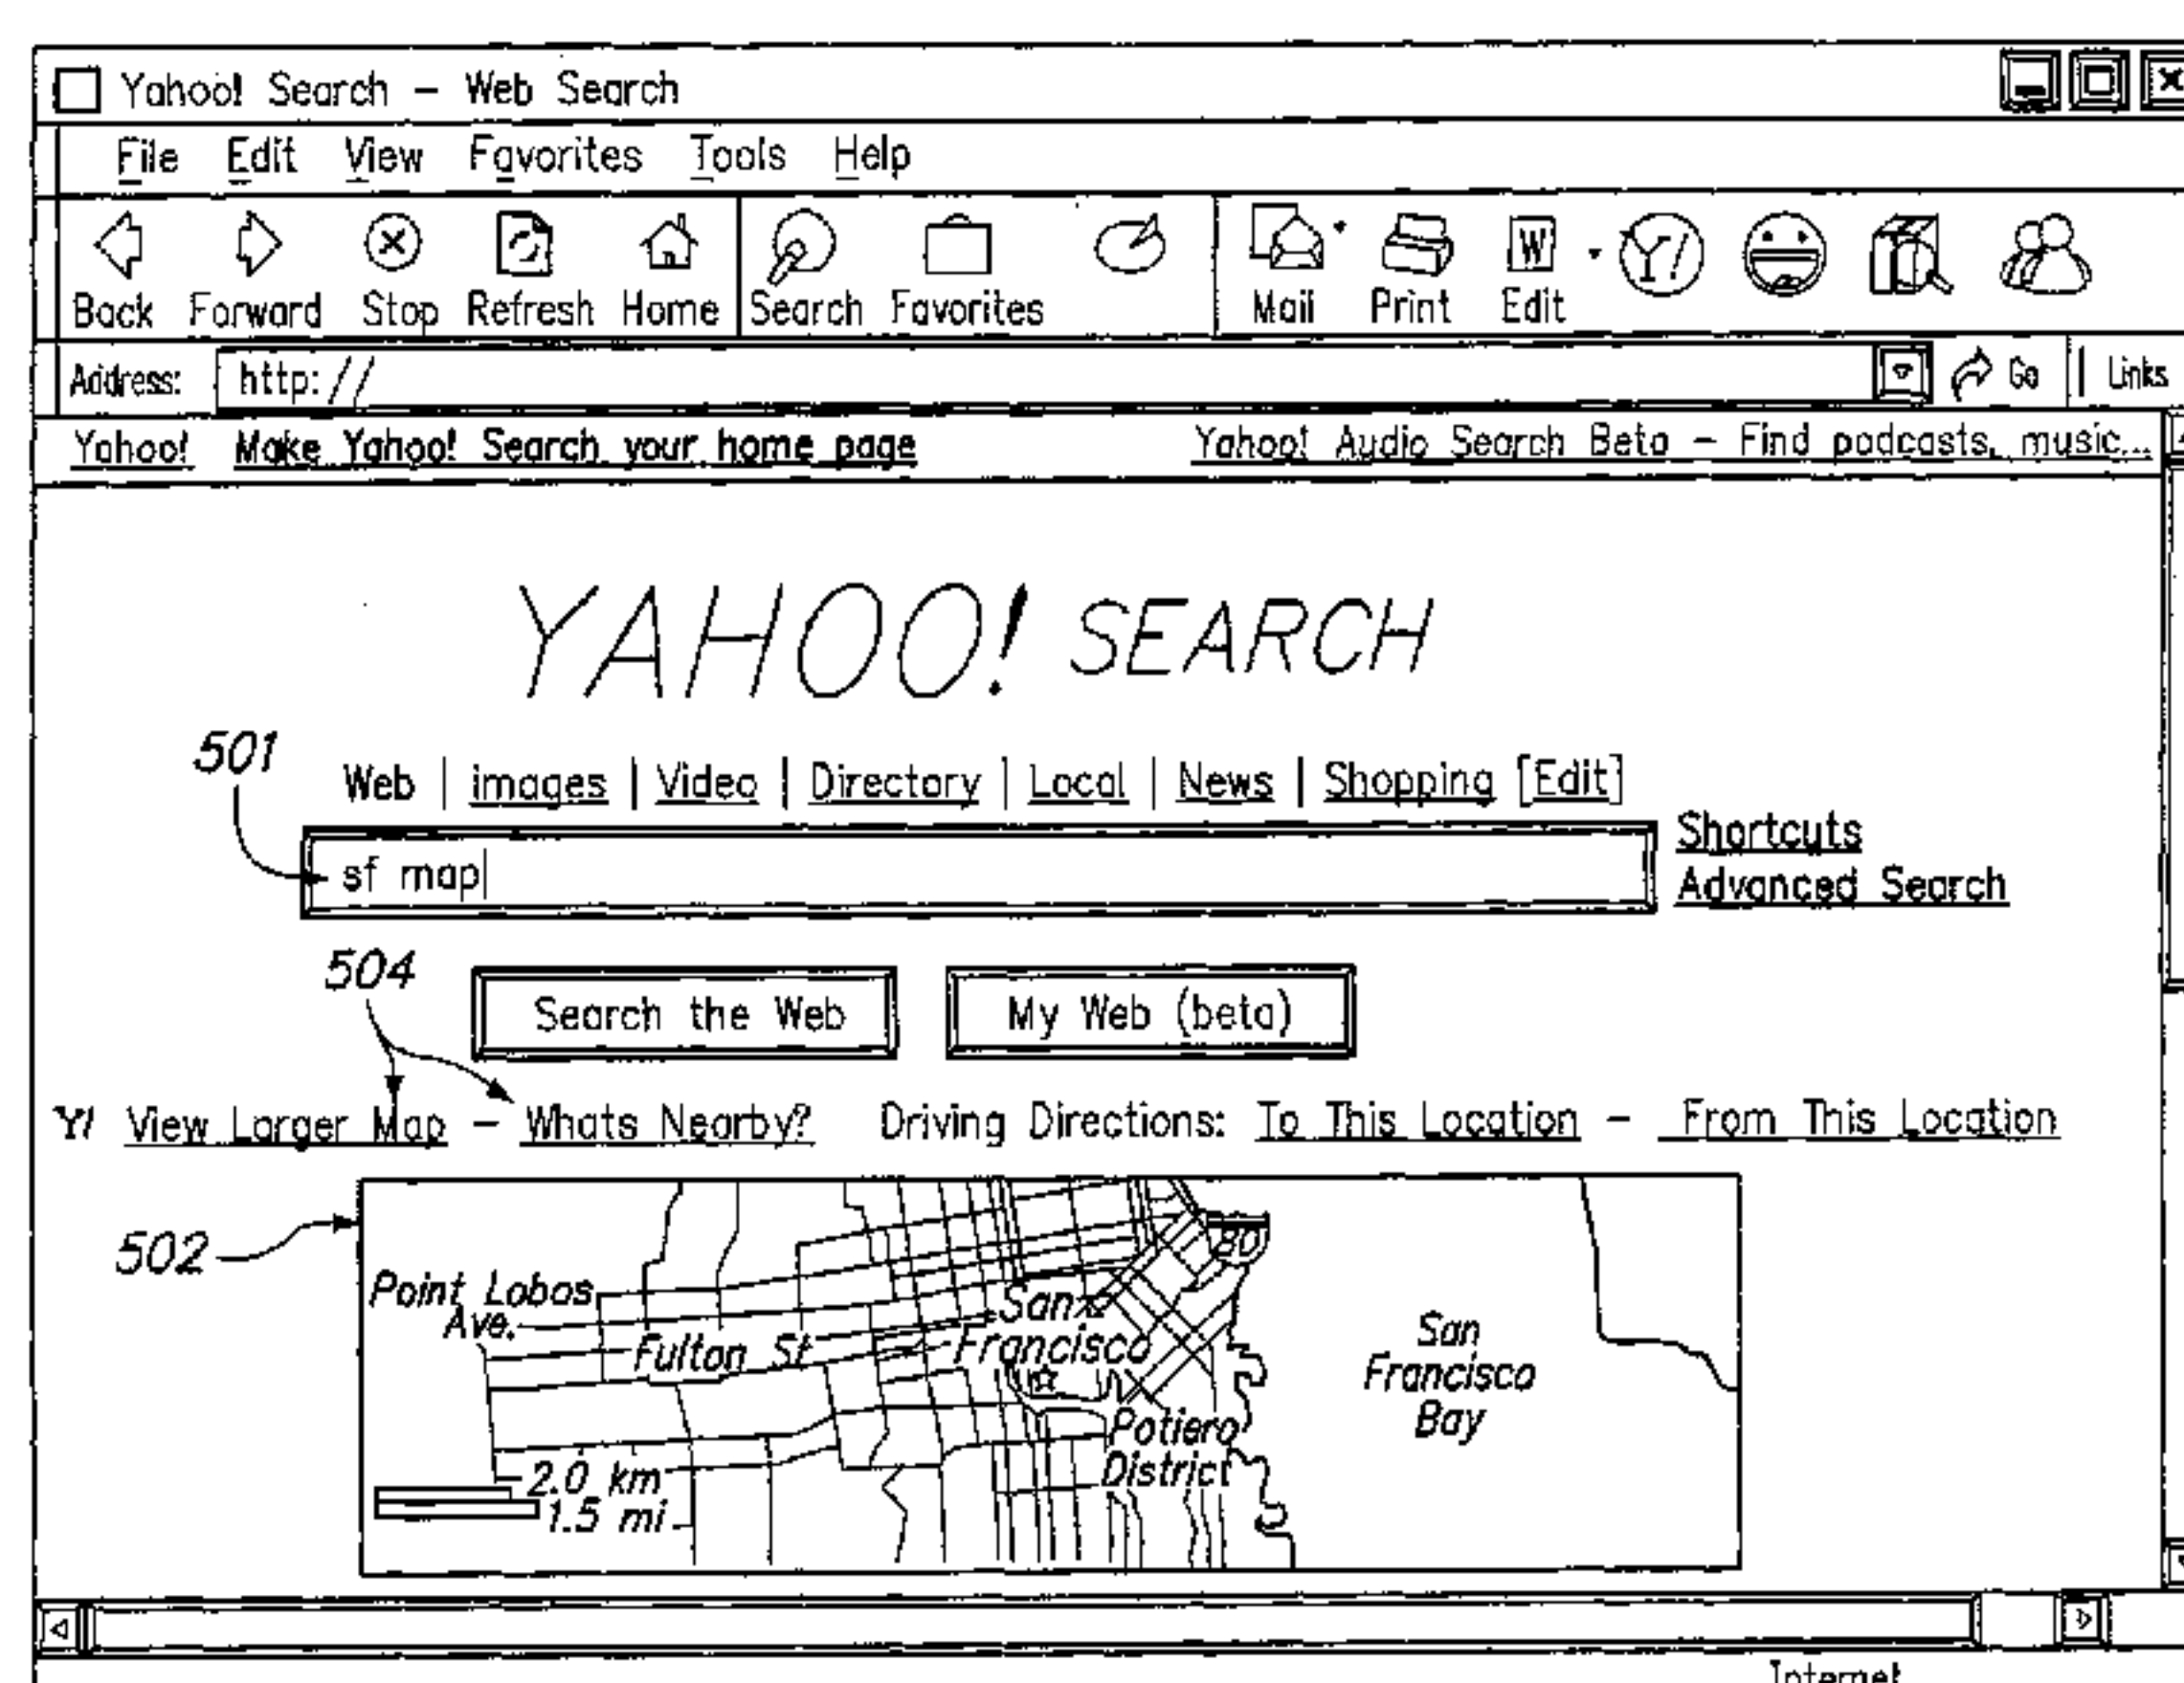 Yahoo! Search – Web Search
File Edit View Favorites Tools Help
Back Forward Stop Refresh Home Search Favorites Mail Print Edit
W Y!
Address: http:// Go Links
Yahoo! Make Yahoo! Search your home page Yahoo! Audio Search Beta – Find podcasts, music...
YAHOO! SEARCH
501
Web | images | Video | Directory | Local | News | Shopping [Edit]
sf map
Shortcuts
Advanced Search
504
Search the Web My Web (beta)
Y! View Larger Map – Whats Nearby? Driving Directions: To This Location – From This Location
502
80
Point Lobos
Ave.
Fulton St
San
Francisco
San
Francisco
Bay
Potiero
District
2.0 km
1.5 mi
Internet